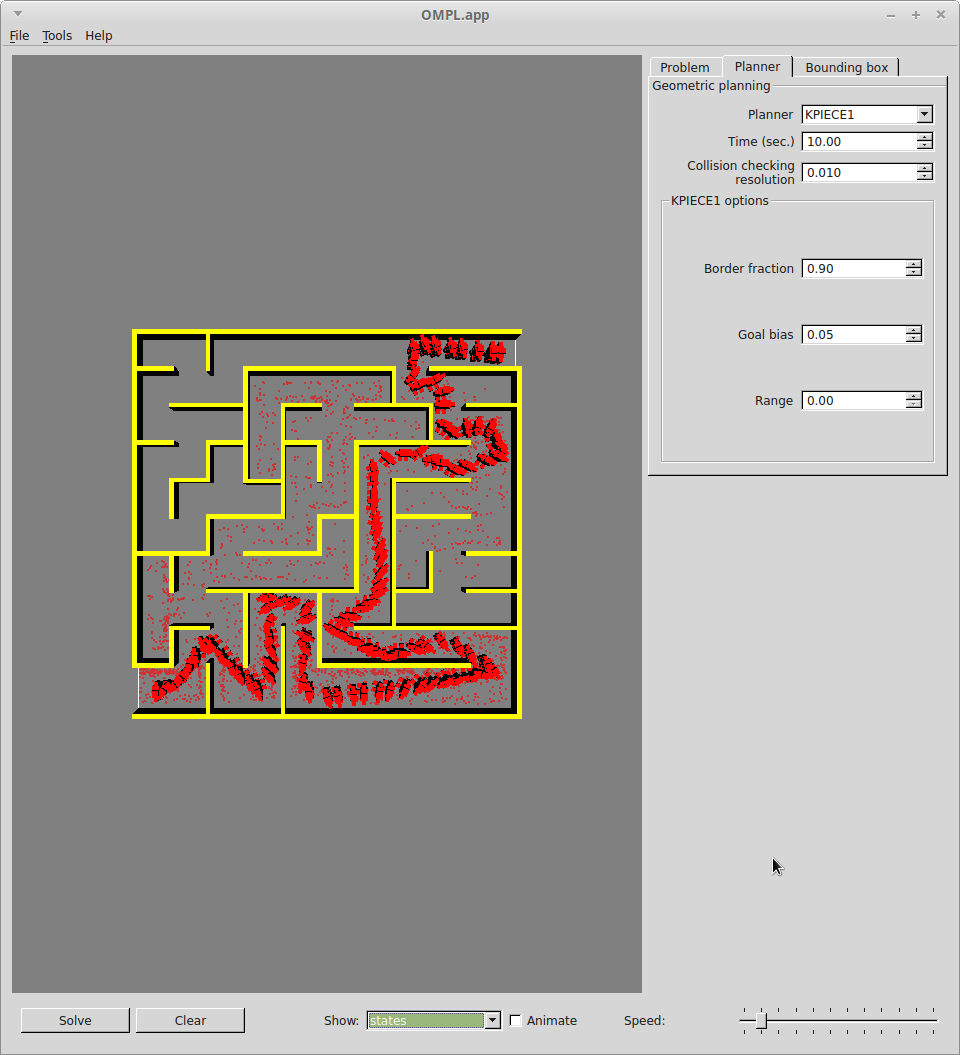 OMPL.app
File Tools Help
Problem Planner Bounding box
Geometric planning
Planner KPIECE1
Time (sec.) 10.00
Collision checking
resolution 0.010
KPIECE1 options
Border fraction 0.90
Goal bias 0.05
Range 0.00
Solve Clear Show: states Animate Speed: